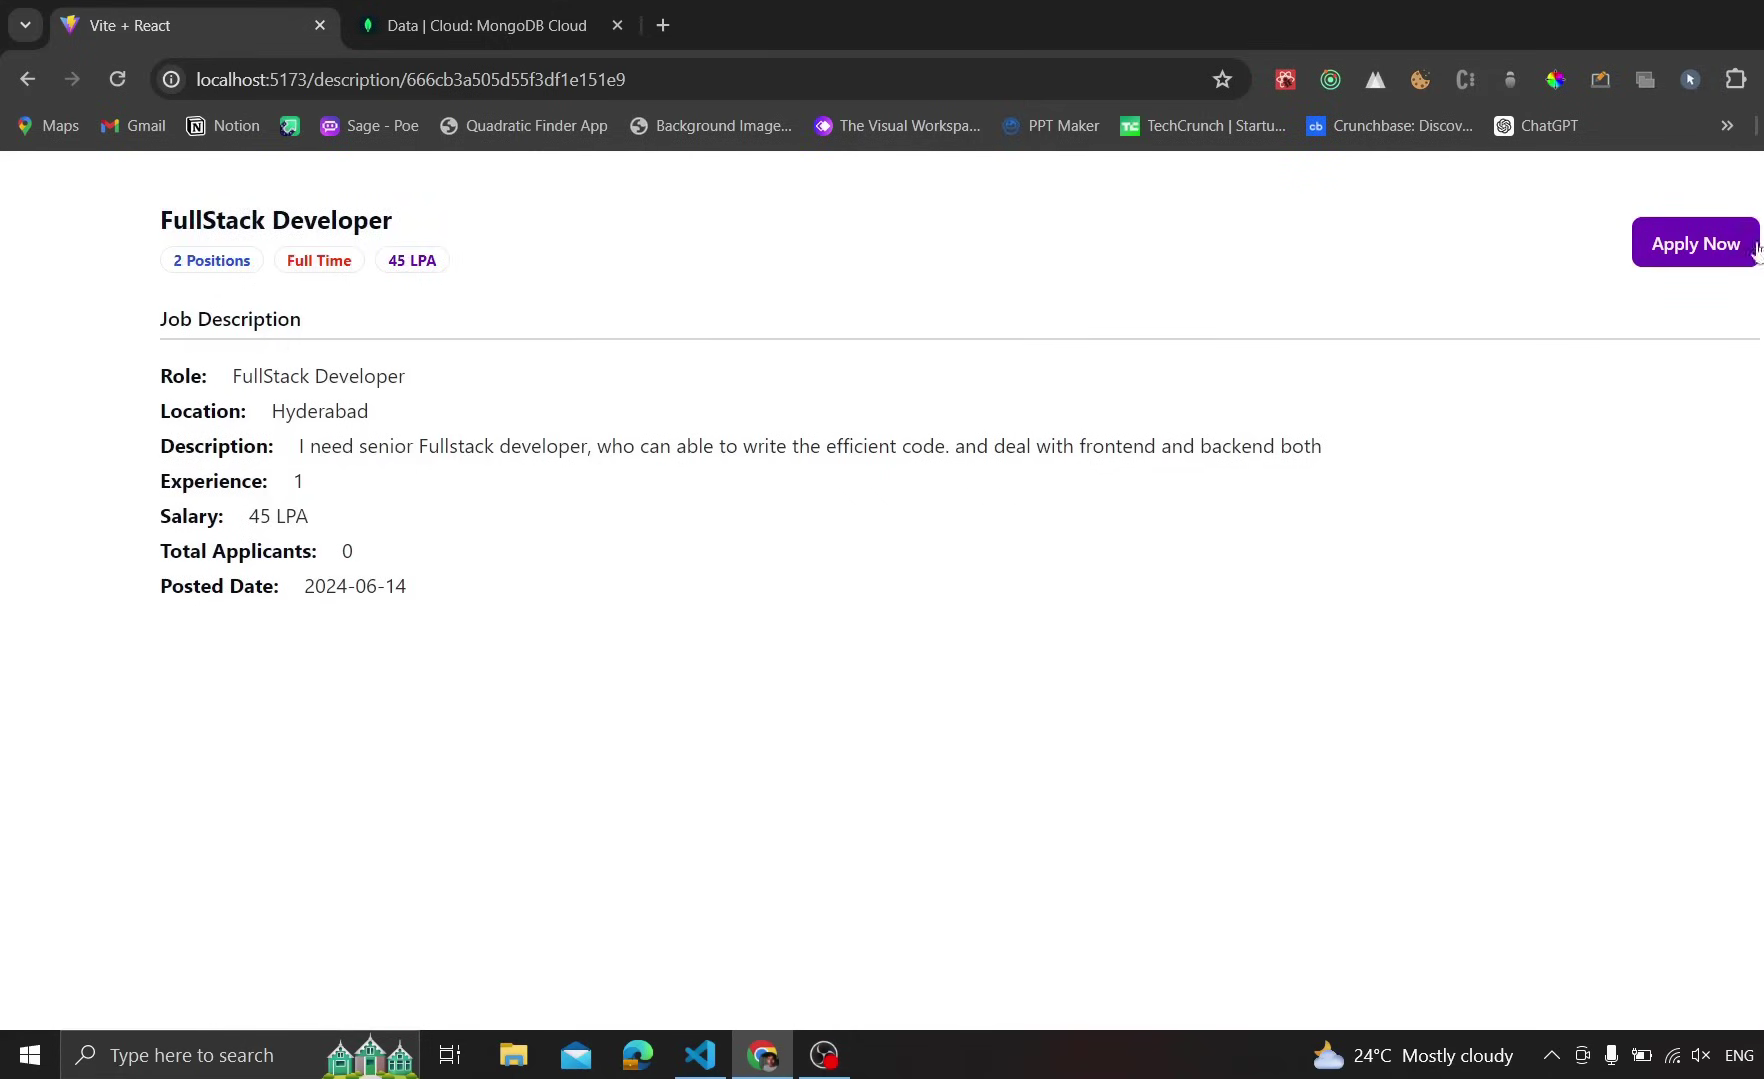 Vite + React
Data | Cloud: MongoDB Cloud
localhost:5173/description/666cb3a505d55f3df1e151e9
Maps
Gmail
Notion
Sage - Poe
Quadratic Finder App
Background Image...
The Visual Workspa...
PPT Maker
TechCrunch | Startu...
Crunchbase: Discov...
ChatGPT
FullStack Developer
Apply Now
2 Positions
Full Time
45 LPA
Job Description
Role: FullStack Developer
Location: Hyderabad
Description: I need senior Fullstack developer, who can able to write the efficient code. and deal with frontend and backend both
Experience: 1
Salary: 45 LPA
Total Applicants: 0
Posted Date: 2024-06-14
Type here to search
24°C Mostly cloudy
ENG